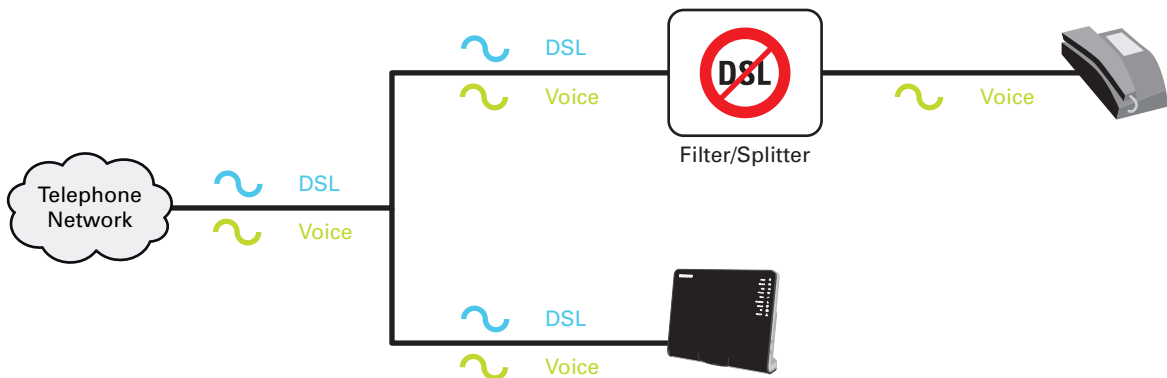 DSL
Voice
DSL
Filter/Splitter
Voice
Telephone
Network
DSL
Voice
DSL
Voice